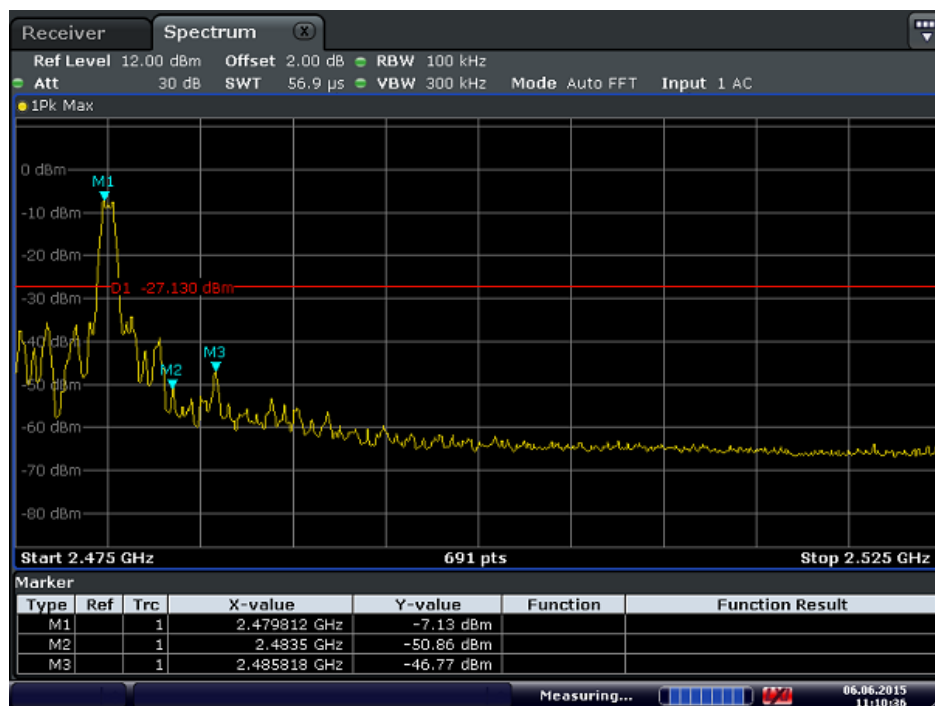 Receiver Spectrum X
Ref Level 12.00 dBm Offset 2.00 dB RBW 100 kHz
Att 30 dB SWT 56.9 µs VBW 300 kHz Mode Auto FFT Input 1 AC
1Pk Max
0 dBm
M1
-10 dBm
-20 dBm
D1 -27.130 dBm
-30 dBm
-40 dBm
M3
M2
-50 dBm
-60 dBm
-70 dBm
-80 dBm
Start 2.475 GHz 691 pts Stop 2.525 GHz
Marker
Type Ref Trc X-value Y-value Function Function Result
M1 1 2.479812 GHz -7.13 dBm
M2 1 2.4835 GHz -50.86 dBm
M3 1 2.485818 GHz -46.77 dBm
Measuring... 06.06.2015
11:10:36